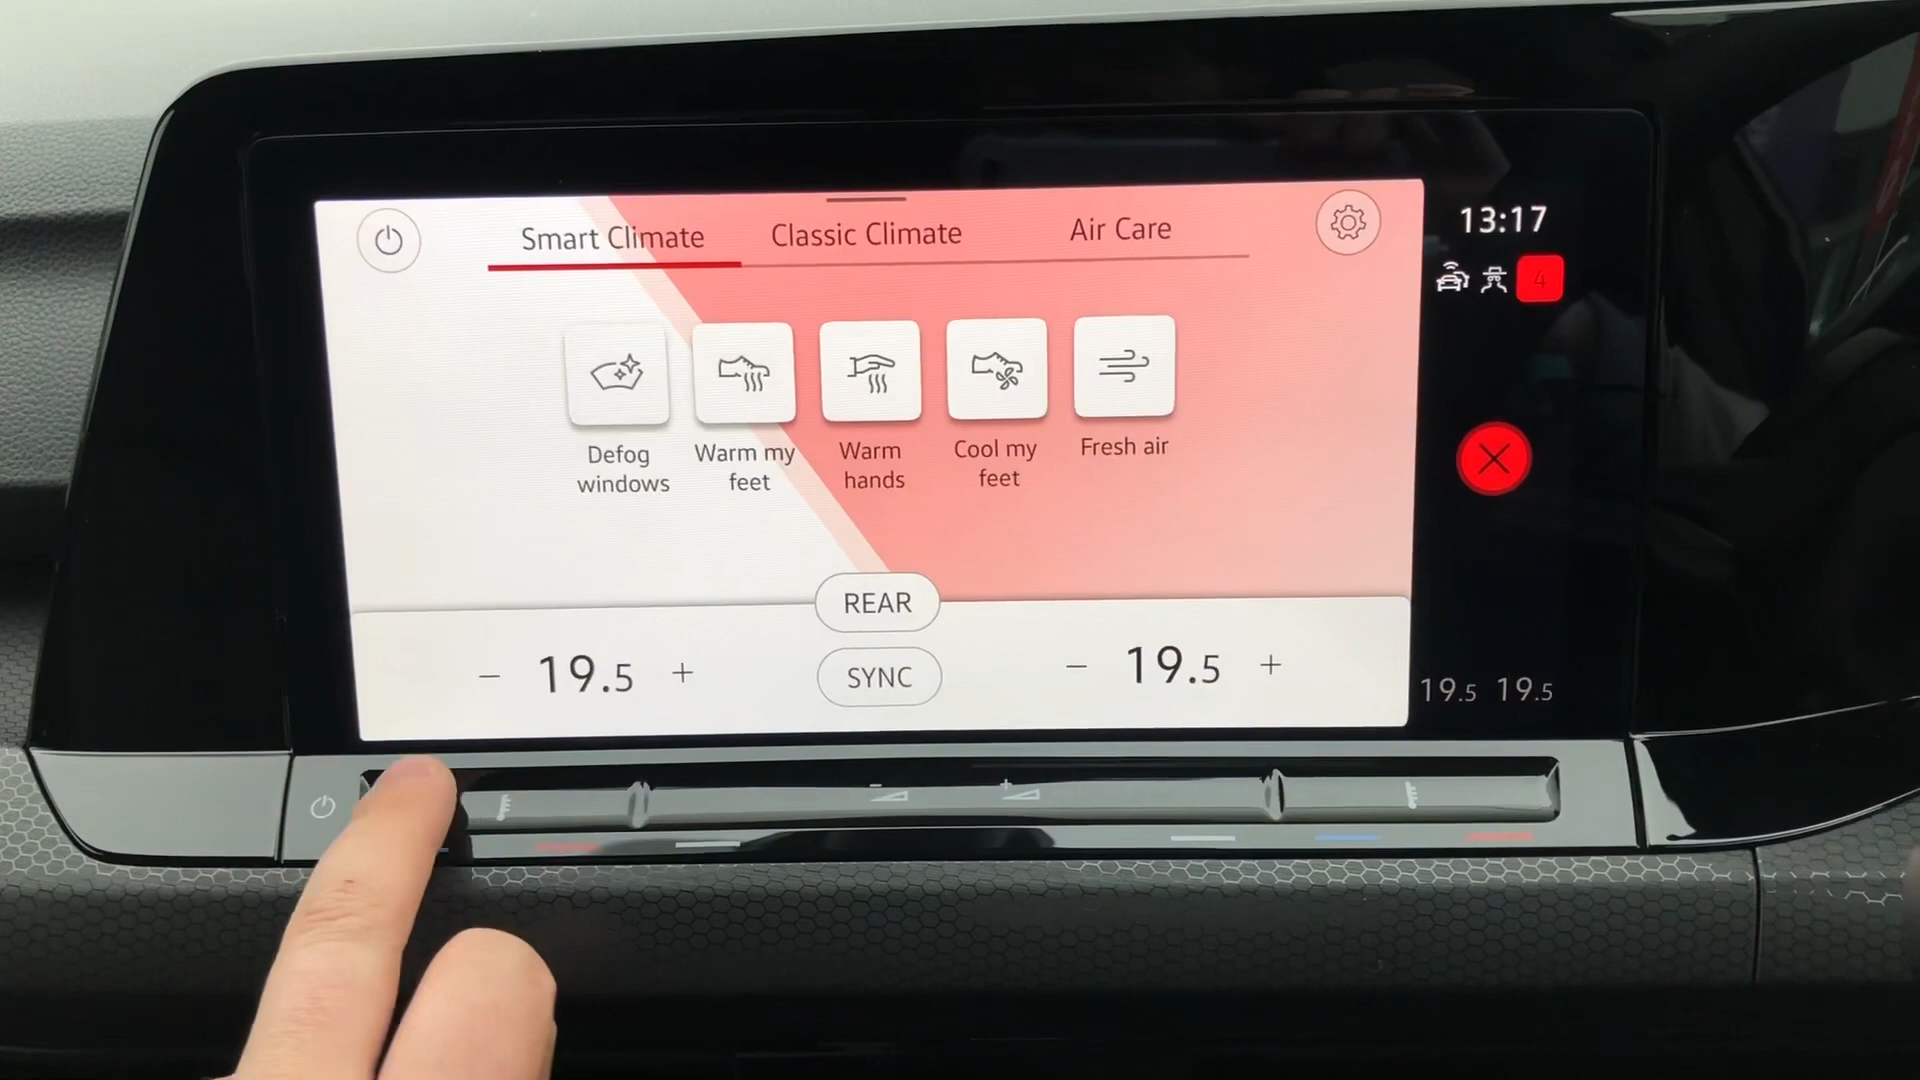 Smart Climate
Classic Climate
Air Care
13:17
4
Defog
windows
Warm my
feet
Warm
hands
Cool my
feet
Fresh air
REAR
− 19.5 +
SYNC
− 19.5 +
19.5 19.5
− +